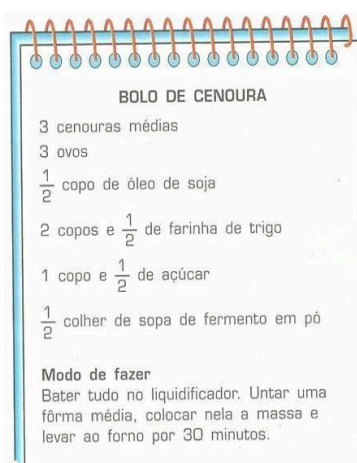 BOLO DE CENOURA
3 cenouras médias
3 ovos
1/2 copo de óleo de soja
2 copos e 1/2 de farinha de trigo
1 copo e 1/2 de açúcar
1/2 colher de sopa de fermento em pó
Modo de fazer
Bater tudo no liquidificador. Untar uma
fôrma média, colocar nela a massa e
levar ao forno por 30 minutos.